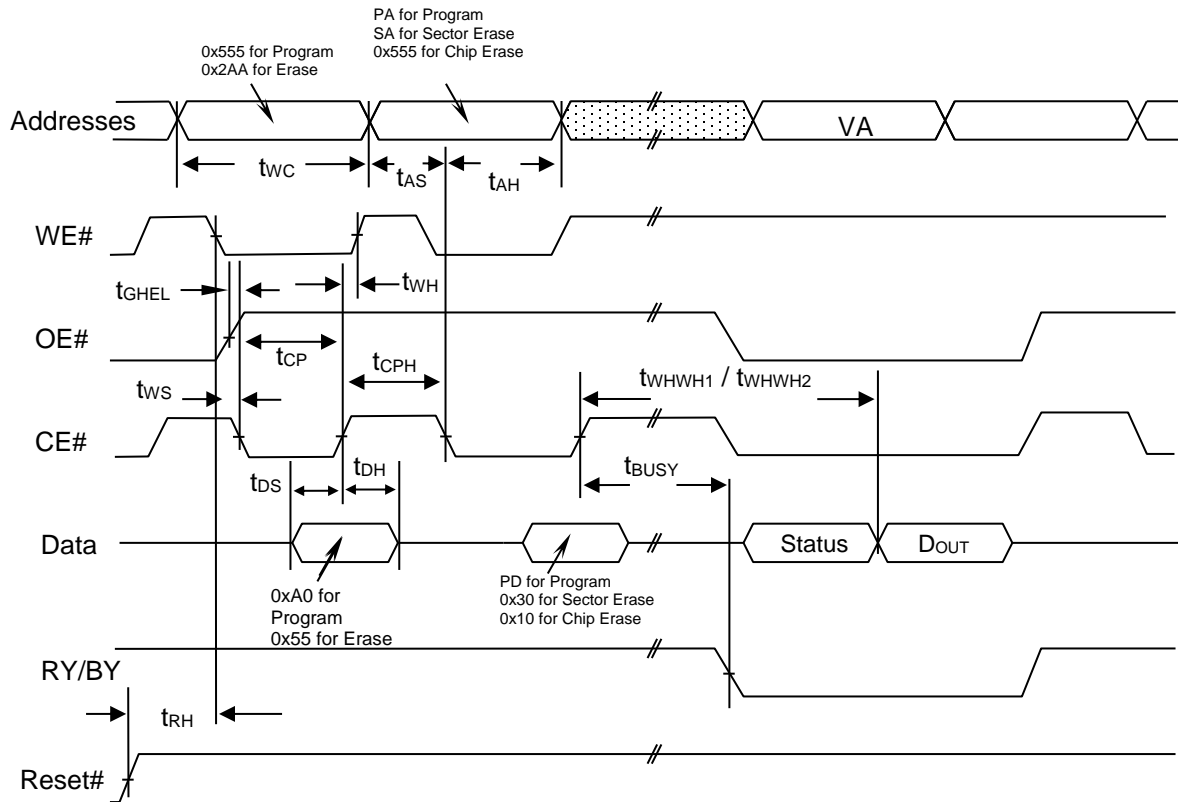 PA for Program
SA for Sector Erase
0x555 for Chip Erase
0x555 for Program
0x2AA for Erase
Addresses
VA
tWC
tAS
tAH
WE#
tGHEL
tWH
OE#
tCP
tCPH
tWS
tWHWH1 / tWHWH2
CE#
tDS
tDH
tBUSY
Data
Status
DOUT
0xA0 for
Program
0x55 for Erase
PD for Program
0x30 for Sector Erase
0x10 for Chip Erase
RY/BY
tRH
Reset#